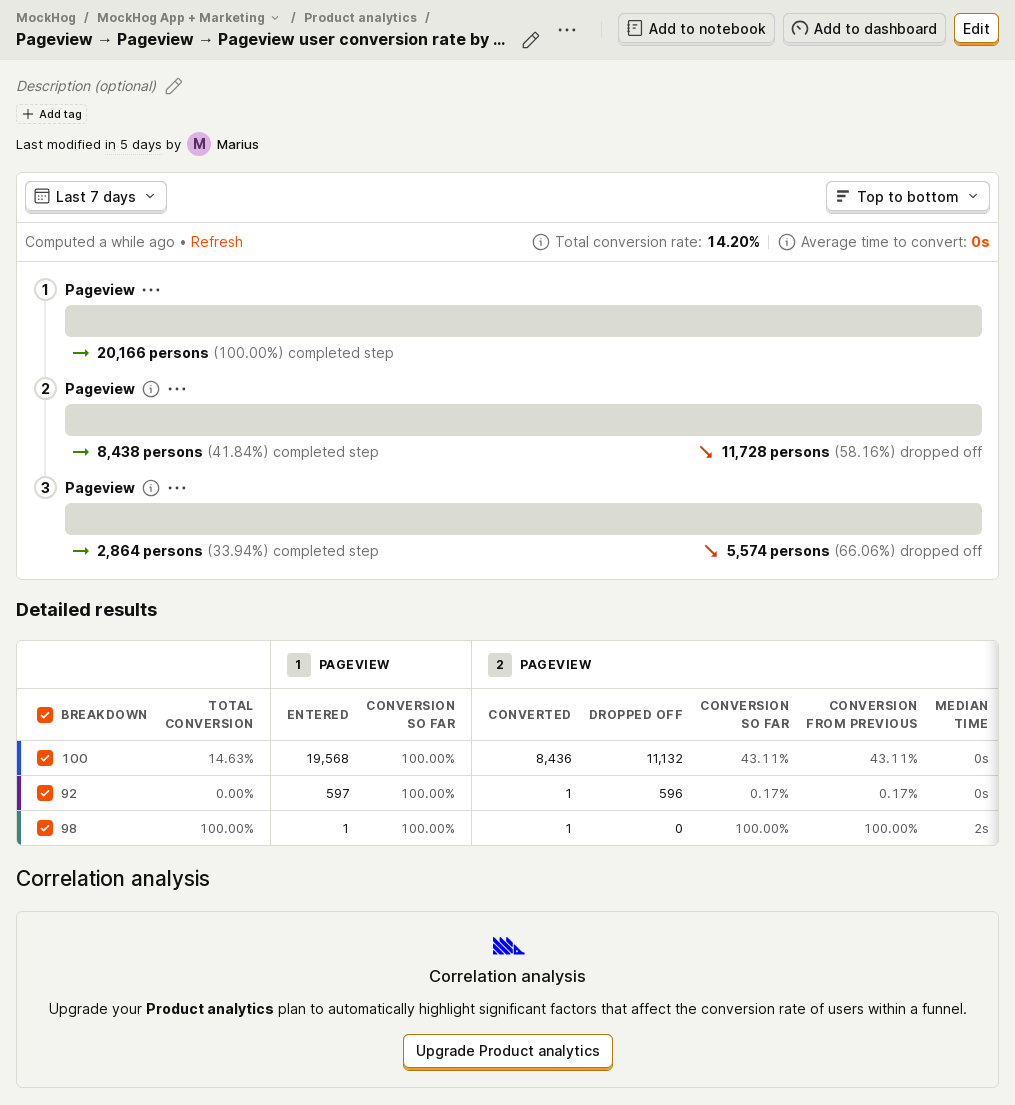 MockHog / MockHog App + Marketing / Product analytics /
Pageview → Pageview → Pageview user conversion rate by ...
Add to notebook
Add to dashboard
Edit
Description (optional)
Add tag
Last modified in 5 days by M Marius
Last 7 days
Top to bottom
Computed a while ago • Refresh
Total conversion rate: 14.20%
Average time to convert: 0s
1 Pageview
20,166 persons (100.00%) completed step
2 Pageview
8,438 persons (41.84%) completed step
11,728 persons (58.16%) dropped off
3 Pageview
2,864 persons (33.94%) completed step
5,574 persons (66.06%) dropped off
Detailed results
1 PAGEVIEW 2 PAGEVIEW
BREAKDOWN TOTAL CONVERSION ENTERED CONVERSION SO FAR CONVERTED DROPPED OFF CONVERSION SO FAR CONVERSION FROM PREVIOUS MEDIAN TIME
100 14.63% 19,568 100.00% 8,436 11,132 43.11% 43.11% 0s
92 0.00% 597 100.00% 1 596 0.17% 0.17% 0s
98 100.00% 1 100.00% 1 0 100.00% 100.00% 2s
Correlation analysis
Correlation analysis
Upgrade your Product analytics plan to automatically highlight significant factors that affect the conversion rate of users within a funnel.
Upgrade Product analytics